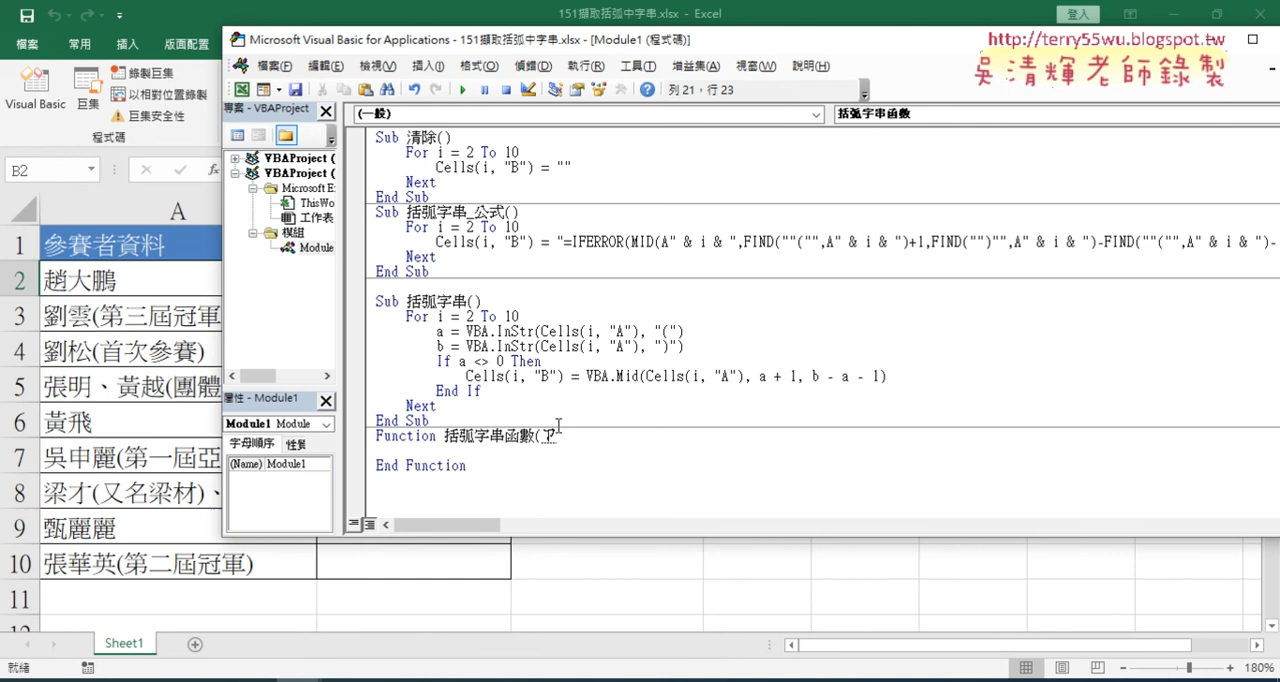 151擷取括弧中字串.xlsx - Excel
登入
檔案 常用 插入 版面配置
Visual Basic 巨集
錄製巨集
以相對位置錄製
巨集安全性
程式碼
B2
Microsoft Visual Basic for Applications - 151擷取括弧中字串.xlsx - [Module1 (程式碼)]
http://terry55wu.blogspot.tw
吳清輝老師錄製
檔案(F) 編輯(E) 檢視(V) 插入(I) 格式(O) 偵錯(D) 執行(R) 工具(T) 增益集(A) 視窗(W) 說明(H)
列 21，行 23
專案 - VBAProject
VBAProject (
VBAProject (
Microsoft E
ThisWo
工作表
模組
Module
屬性 - Module1
Module1 Module
字母順序 性質
(Name) Module1
(一般) 括弧字串函數
Sub 清除()
For i = 2 To 10
Cells(i, "B") = ""
Next
End Sub
Sub 括弧字串_公式()
For i = 2 To 10
Cells(i, "B") = "=IFERROR(MID(A" & i & ",FIND(""("",A" & i & ")+1,FIND("")"",A" & i & ")-FIND(""("",A" & i & ")-
Next
End Sub
Sub 括弧字串()
For i = 2 To 10
a = VBA.InStr(Cells(i, "A"), "(")
b = VBA.InStr(Cells(i, "A"), ")")
If a <> 0 Then
Cells(i, "B") = VBA.Mid(Cells(i, "A"), a + 1, b - a - 1)
End If
Next
End Sub
Function 括弧字串函數(
End Function
A
1 參賽者資料
2 趙大鵬
3 劉雲(第三屆冠軍
4 劉松(首次參賽)
5 張明、黃越(團體
6 黃飛
7 吳申麗(第一屆亞
8 梁才(又名梁材)、
9 甄麗麗
10 張華英(第二屆冠軍)
11
Sheet1
就緒
180%